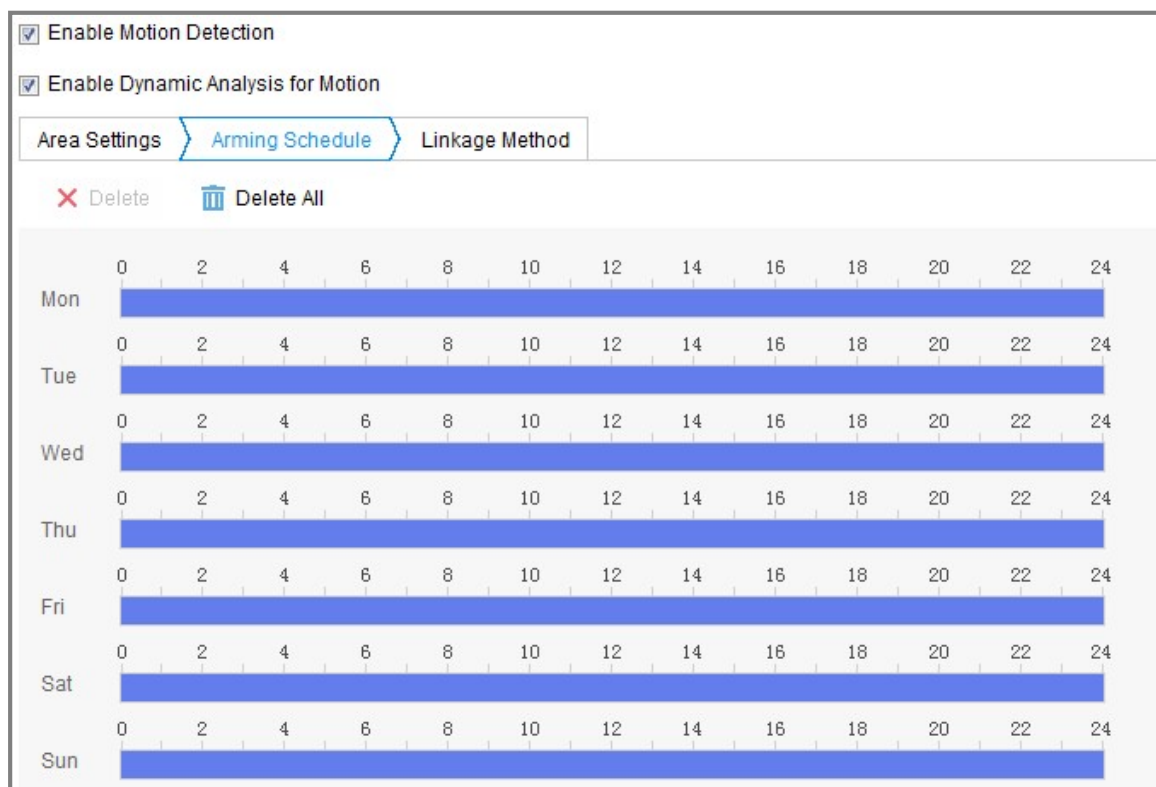 Enable Motion Detection
Enable Dynamic Analysis for Motion
Area Settings Arming Schedule Linkage Method
Delete Delete All
0 2 4 6 8 10 12 14 16 18 20 22 24
Mon
0 2 4 6 8 10 12 14 16 18 20 22 24
Tue
0 2 4 6 8 10 12 14 16 18 20 22 24
Wed
0 2 4 6 8 10 12 14 16 18 20 22 24
Thu
0 2 4 6 8 10 12 14 16 18 20 22 24
Fri
0 2 4 6 8 10 12 14 16 18 20 22 24
Sat
0 2 4 6 8 10 12 14 16 18 20 22 24
Sun